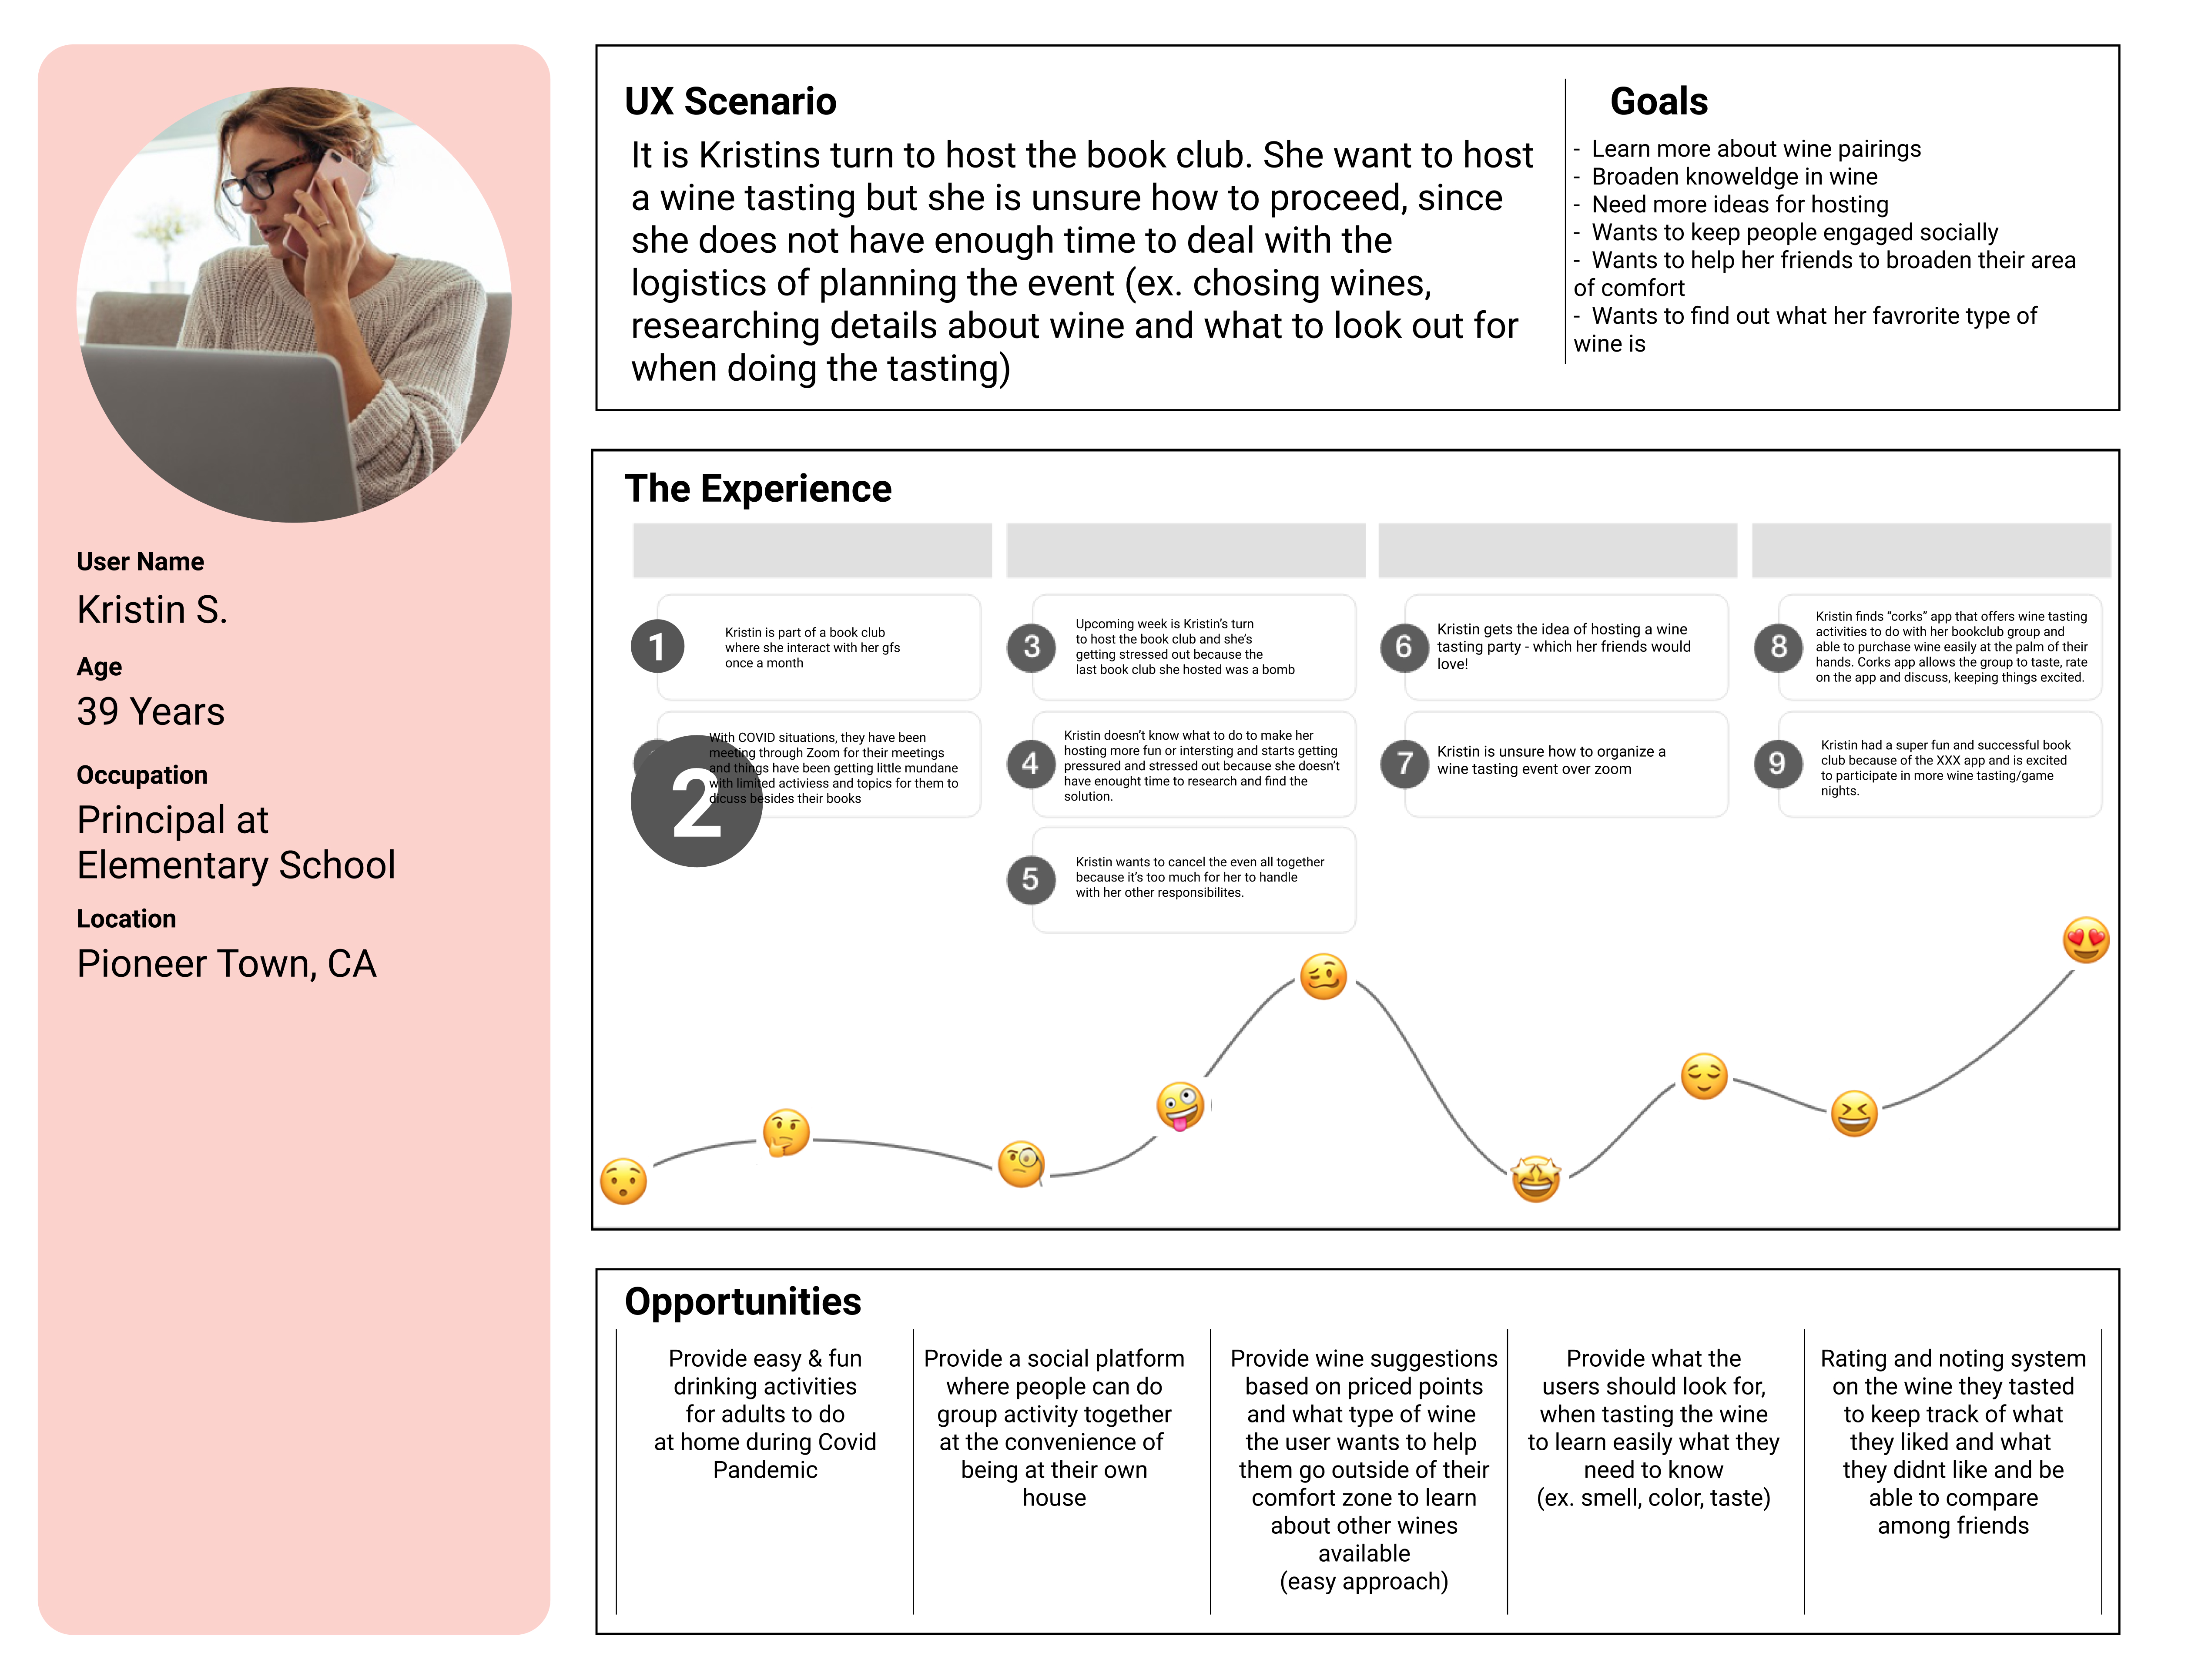 User Name
Kristin S.
Age
39 Years
Occupation
Principal at
Elementary School
Location
Pioneer Town, CA
UX Scenario
It is Kristins turn to host the book club. She want to host
a wine tasting but she is unsure how to proceed, since
she does not have enough time to deal with the
logistics of planning the event (ex. chosing wines,
researching details about wine and what to look out for
when doing the tasting)
Goals
- Learn more about wine pairings
- Broaden knoweldge in wine
- Need more ideas for hosting
- Wants to keep people engaged socially
- Wants to help her friends to broaden their area
of comfort
- Wants to find out what her favrorite type of
wine is
The Experience
1
Kristin is part of a book club
where she interact with her gfs
once a month
2
With COVID situations, they have been
meeting through Zoom for their meetings
and things have been getting little mundane
with limited activiess and topics for them to
dicuss besides their books
3
Upcoming week is Kristin's turn
to host the book club and she's
getting stressed out because the
last book club she hosted was a bomb
4
Kristin doesn't know what to do to make her
hosting more fun or intersting and starts getting
pressured and stressed out because she doesn't
have enought time to research and find the
solution.
5
Kristin wants to cancel the even all together
because it's too much for her to handle
with her other responsibilites.
6
Kristin gets the idea of hosting a wine
tasting party - which her friends would
love!
7
Kristin is unsure how to organize a
wine tasting event over zoom
8
Kristin finds “corks” app that offers wine tasting
activities to do with her bookclub group and
able to purchase wine easily at the palm of their
hands. Corks app allows the group to taste, rate
on the app and discuss, keeping things excited.
9
Kristin had a super fun and successful book
club because of the XXX app and is excited
to participate in more wine tasting/game
nights.
Opportunities
Provide easy & fun
drinking activities
for adults to do
at home during Covid
Pandemic
Provide a social platform
where people can do
group activity together
at the convenience of
being at their own
house
Provide wine suggestions
based on priced points
and what type of wine
the user wants to help
them go outside of their
comfort zone to learn
about other wines
available
(easy approach)
Provide what the
users should look for,
when tasting the wine
to learn easily what they
need to know
(ex. smell, color, taste)
Rating and noting system
on the wine they tasted
to keep track of what
they liked and what
they didnt like and be
able to compare
among friends